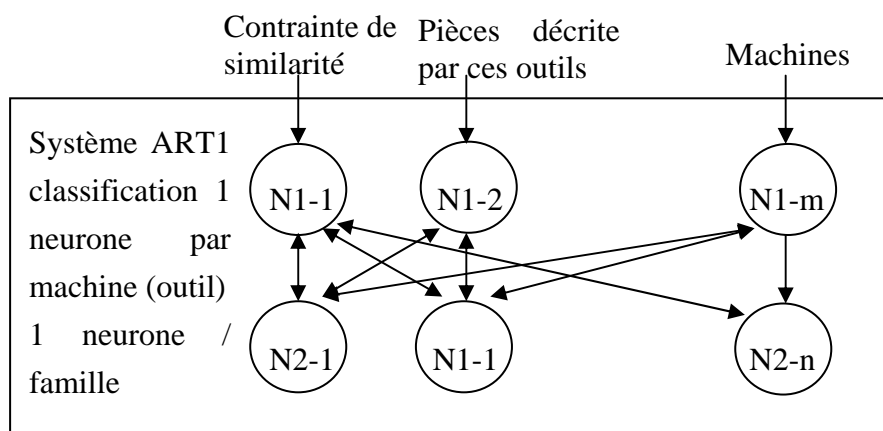 Contrainte de
similarité
Pièces décrite
par ces outils
Machines
Système ART1
classification 1
neurone par
machine (outil)
1 neurone /
famille
N1-1
N1-2
N1-m
N2-1
N1-1
N2-n